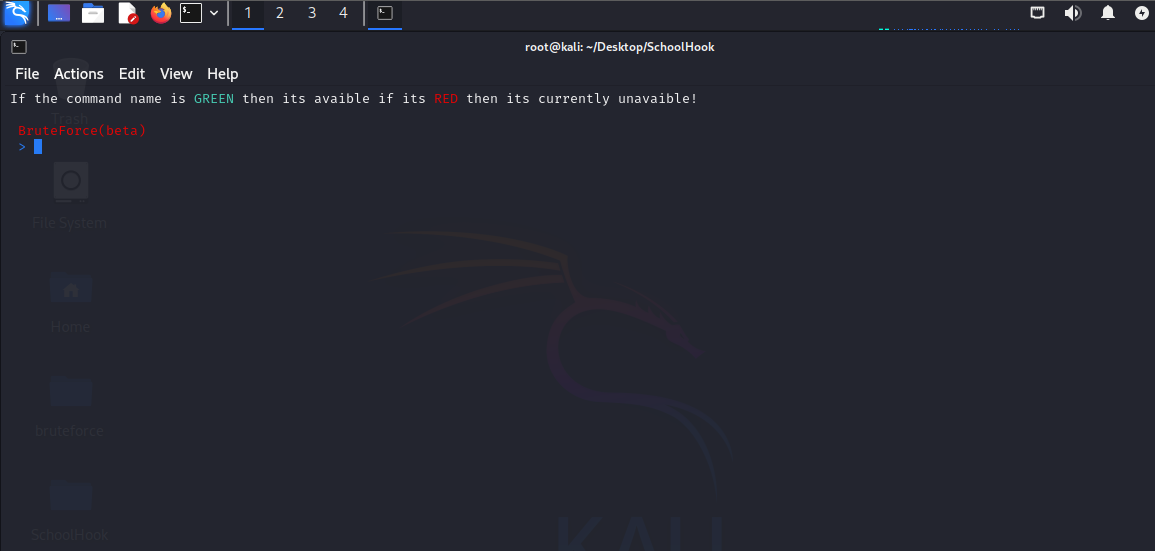 1 2 3 4
root@kali: ~/Desktop/SchoolHook
File Actions Edit View Help
If the command name is GREEN then its avaible if its RED then its currently unavaible!
Trash
BruteForce(beta)
>
File System
Home
bruteforce
SchoolHook
KALI